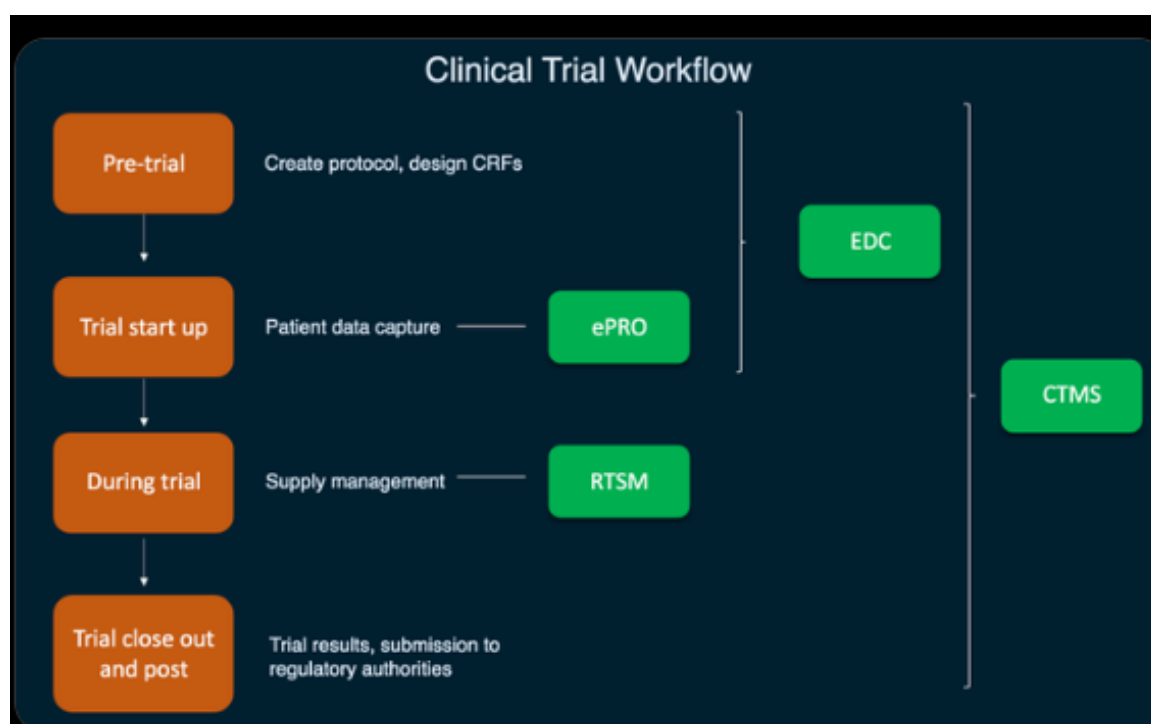 Clinical Trial Workflow
Pre-trial
Create protocol, design CRFs
EDC
Trial start up
Patient data capture
ePRO
CTMS
During trial
Supply management
RTSM
Trial close out
and post
Trial results, submission to
regulatory authorities